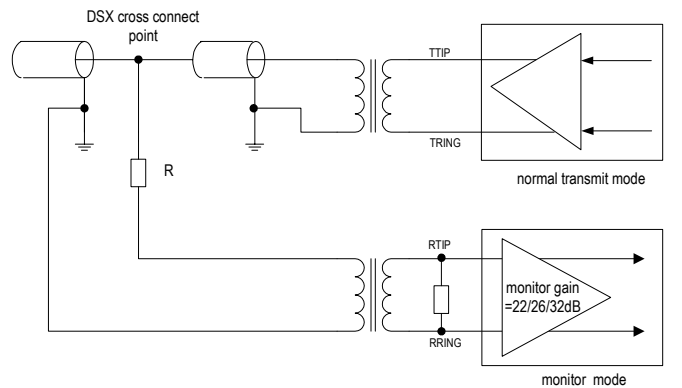 DSX cross connect
point
TTIP
TRING
normal transmit mode
R
RTIP
monitor gain
=22/26/32dB
RRING
monitor mode